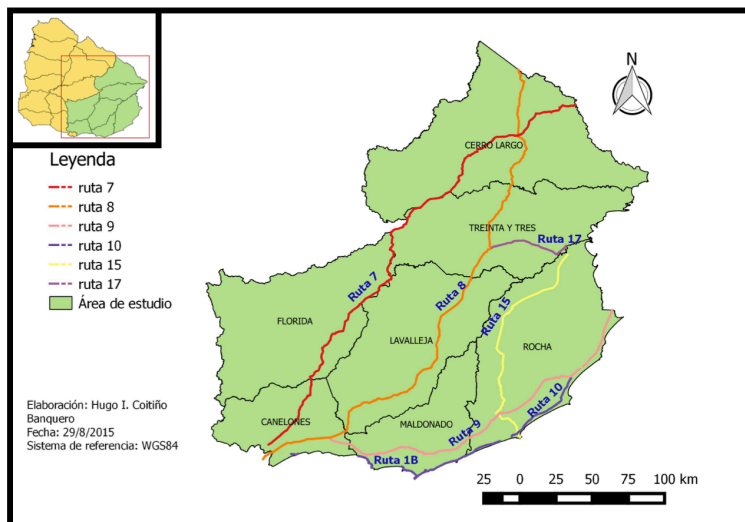 N
Leyenda
ruta 7
ruta 8
ruta 9
ruta 10
ruta 15
ruta 17
Área de estudio
CERRO LARGO
TREINTA Y TRES
Ruta 17
Ruta 7
Ruta 8
Ruta 15
FLORIDA
LAVALLEJA
ROCHA
Ruta 10
CANELONES
MALDONADO
Ruta 9
Ruta 1B
Elaboración: Hugo I. Coitiño
Banquero
Fecha: 29/8/2015
Sistema de referencia: WGS84
25 0 25 50 75 100 km